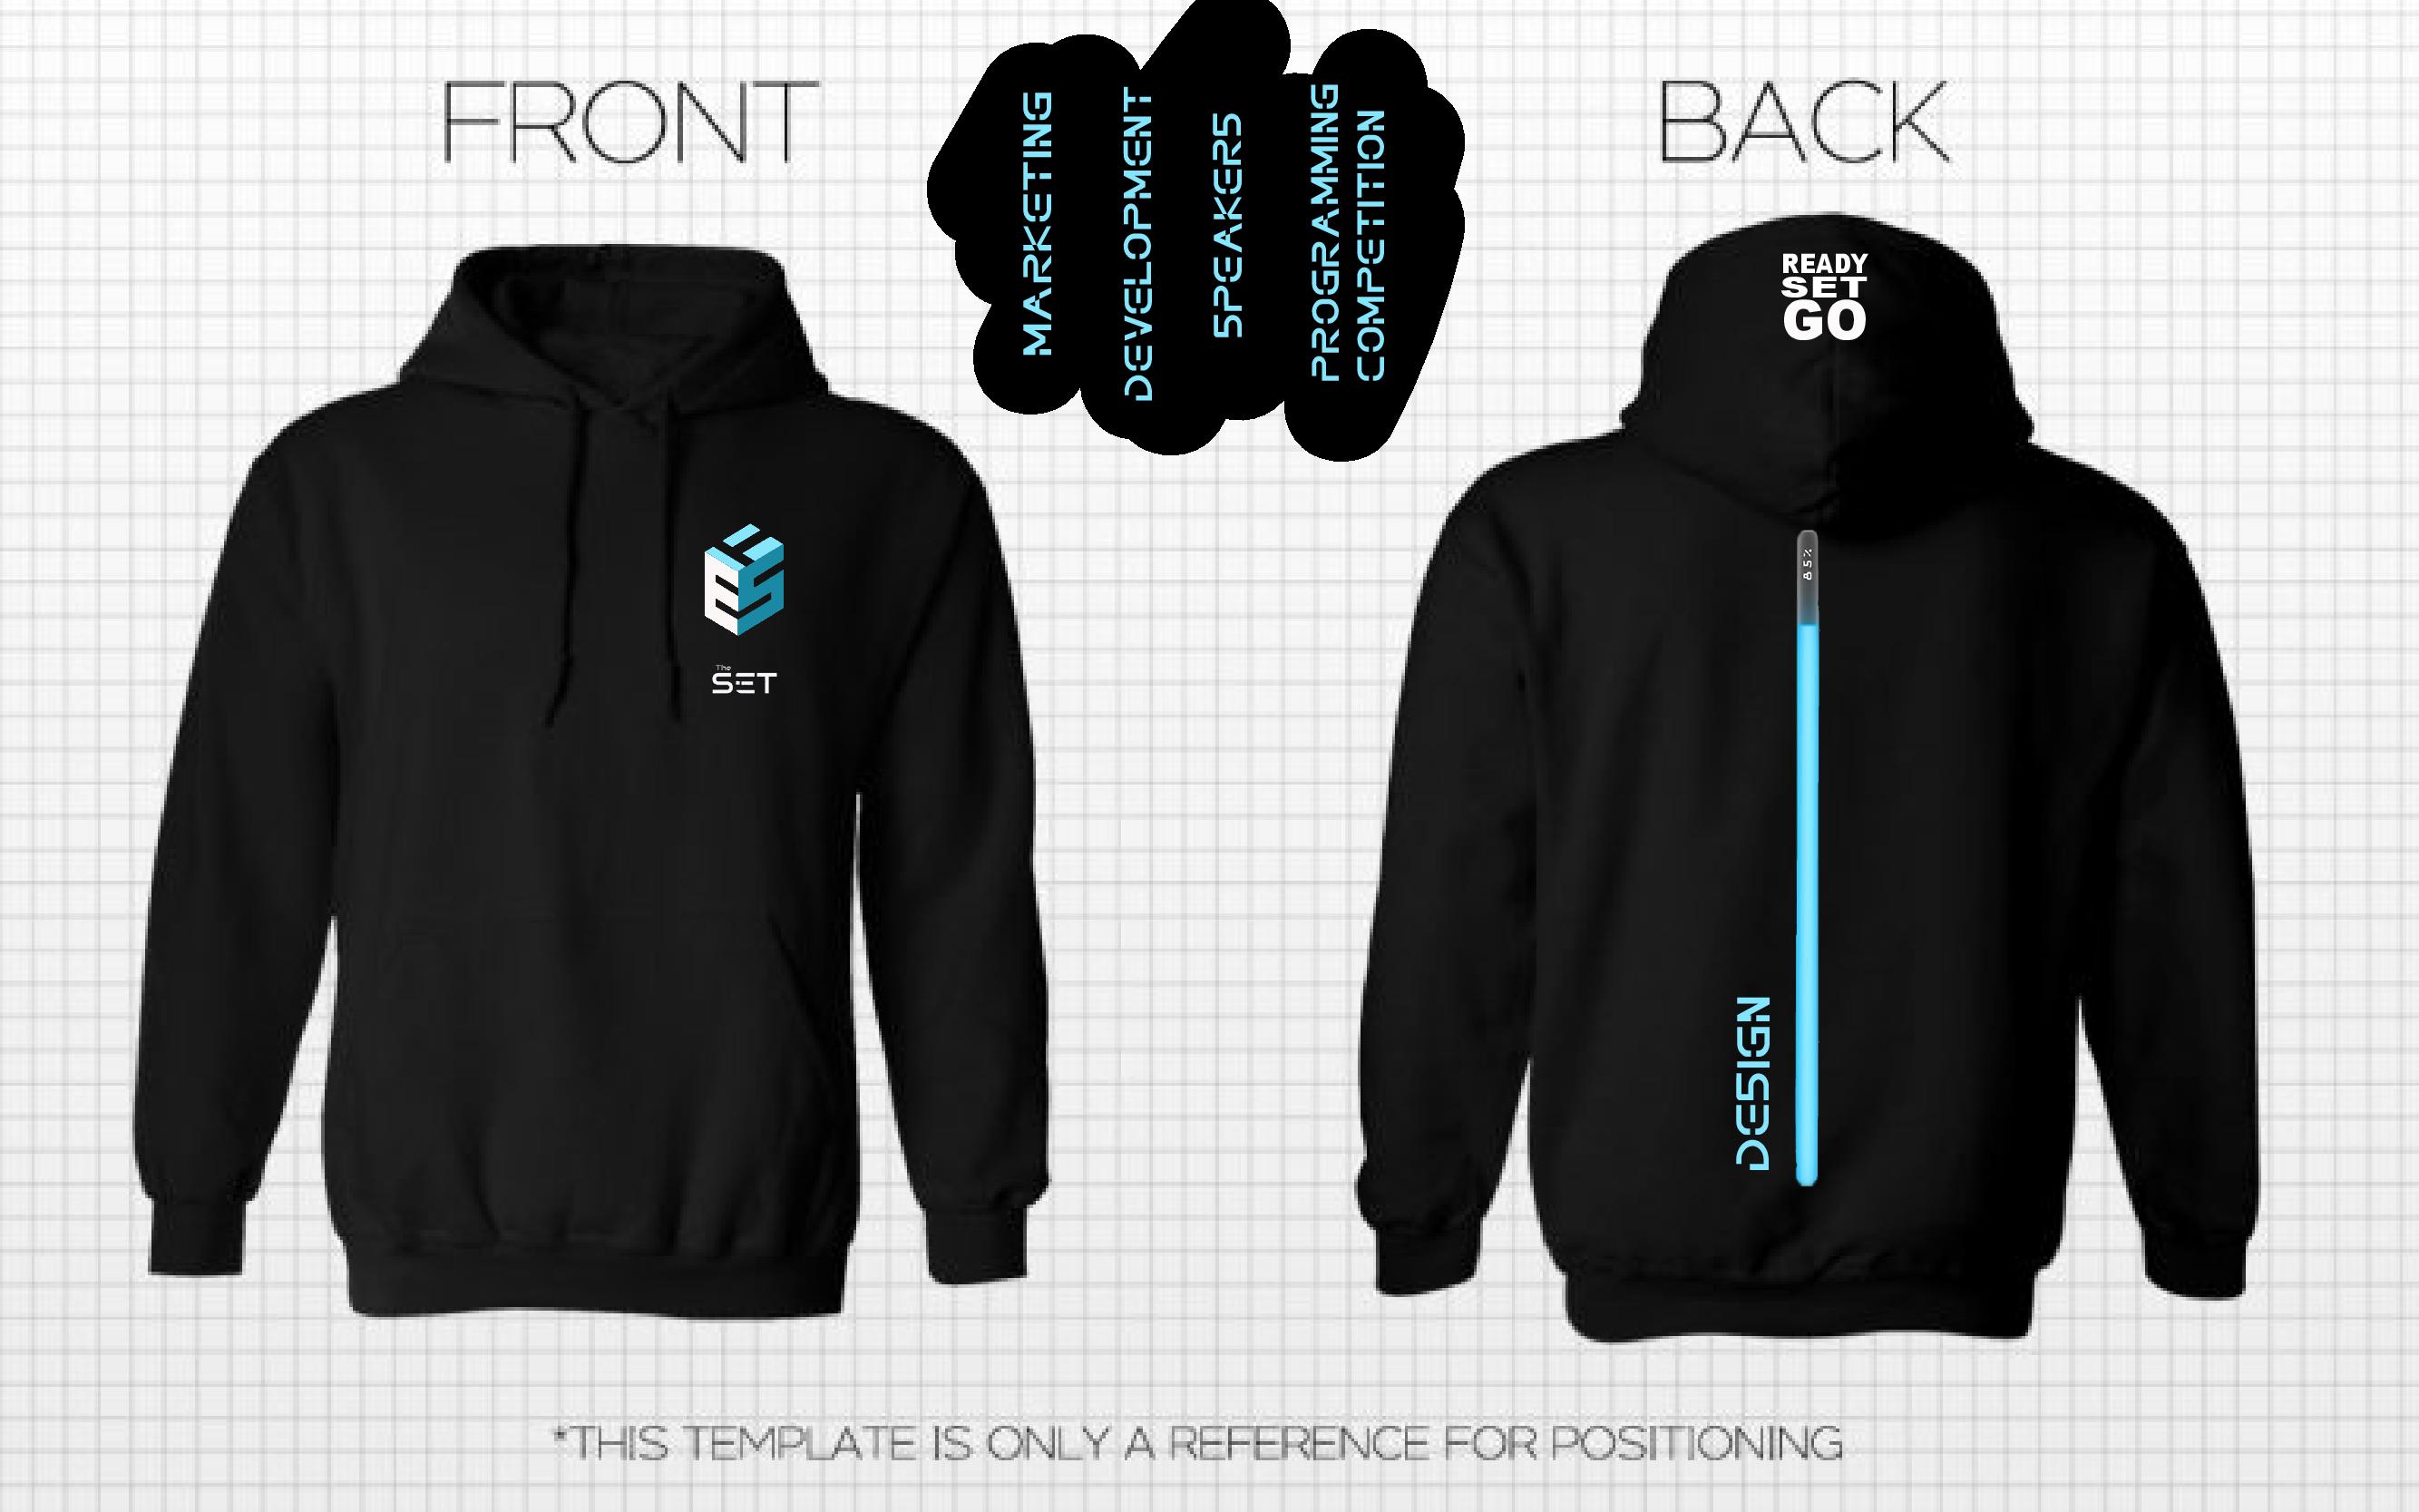 FRONT
MARKETING
DEVELOPMENT
SPEAKERS
PROGRAMMING
COMPETITION
BACK
READY
SET
GO
The
SET
85%
DESIGN
*THIS TEMPLATE IS ONLY A REFERENCE FOR POSITIONING